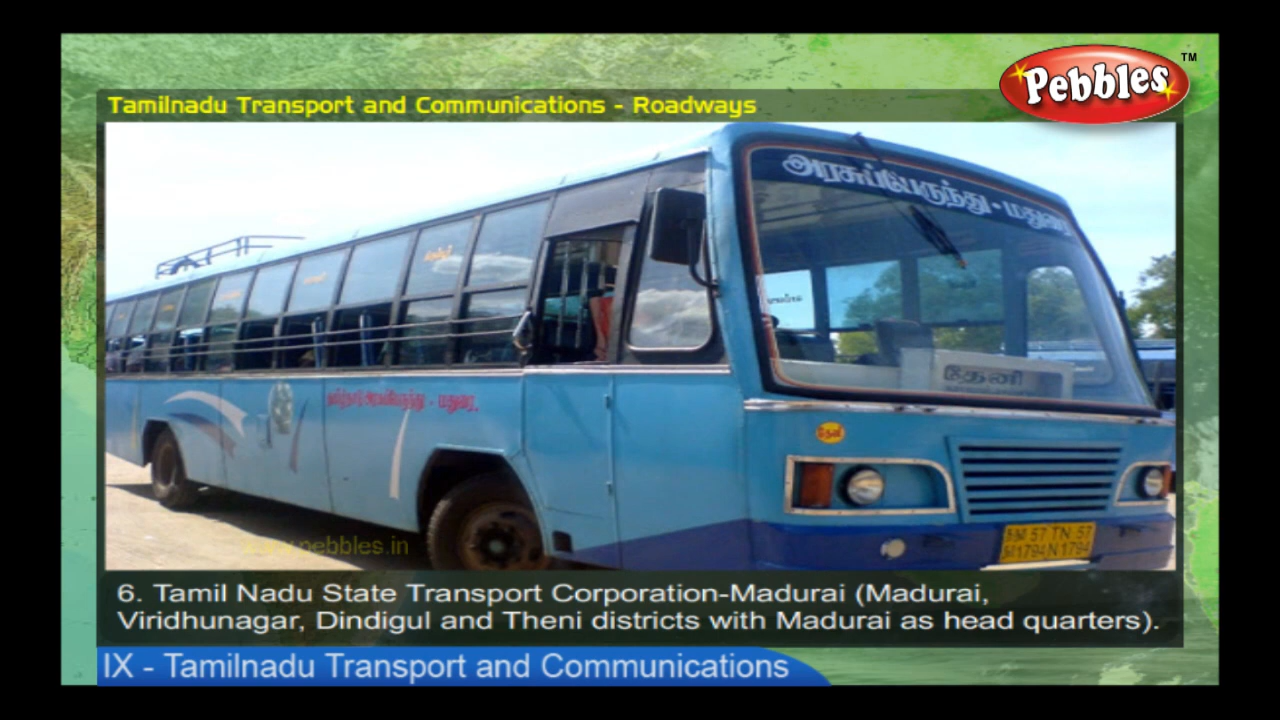 Pebbles
TM
Tamilnadu Transport and Communications - Roadways
அரசுப்பேருந்து - மதுரை
தேனி
தேனி
57 TN 57
1794 N 1794
www.pebbles.in
6. Tamil Nadu State Transport Corporation-Madurai (Madurai,
Viridhunagar, Dindigul and Theni districts with Madurai as head quarters).
IX - Tamilnadu Transport and Communications